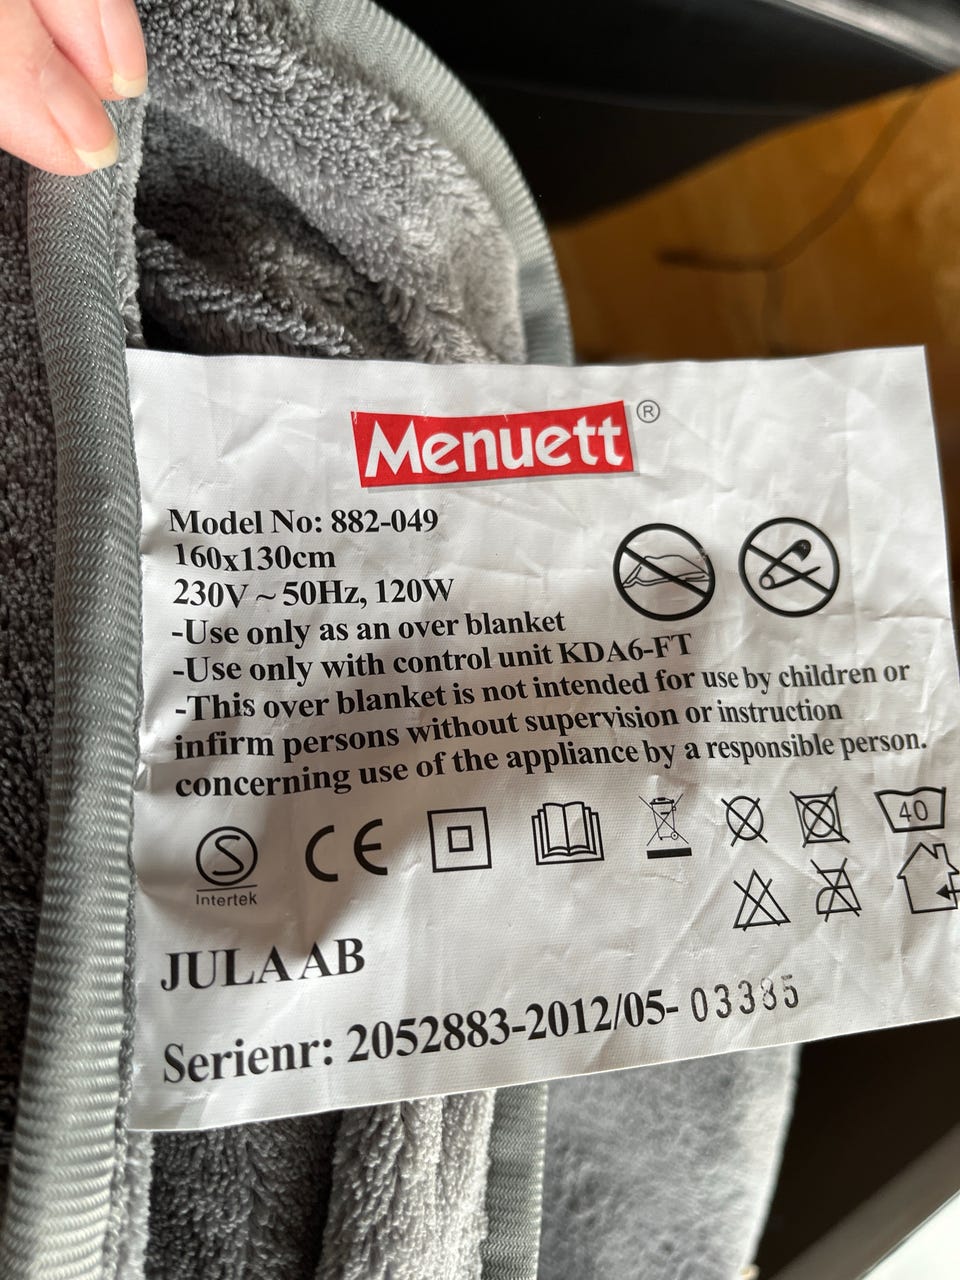 Menuett®
Model No: 882-049
160x130cm
230V ~ 50Hz, 120W
-Use only as an over blanket
-Use only with control unit KDA6-FT
-This over blanket is not intended for use by children or
infirm persons without supervision or instruction
concerning use of the appliance by a responsible person.
S
Intertek
CE
40
JULA AB
Serienr: 2052883-2012/05- 03385